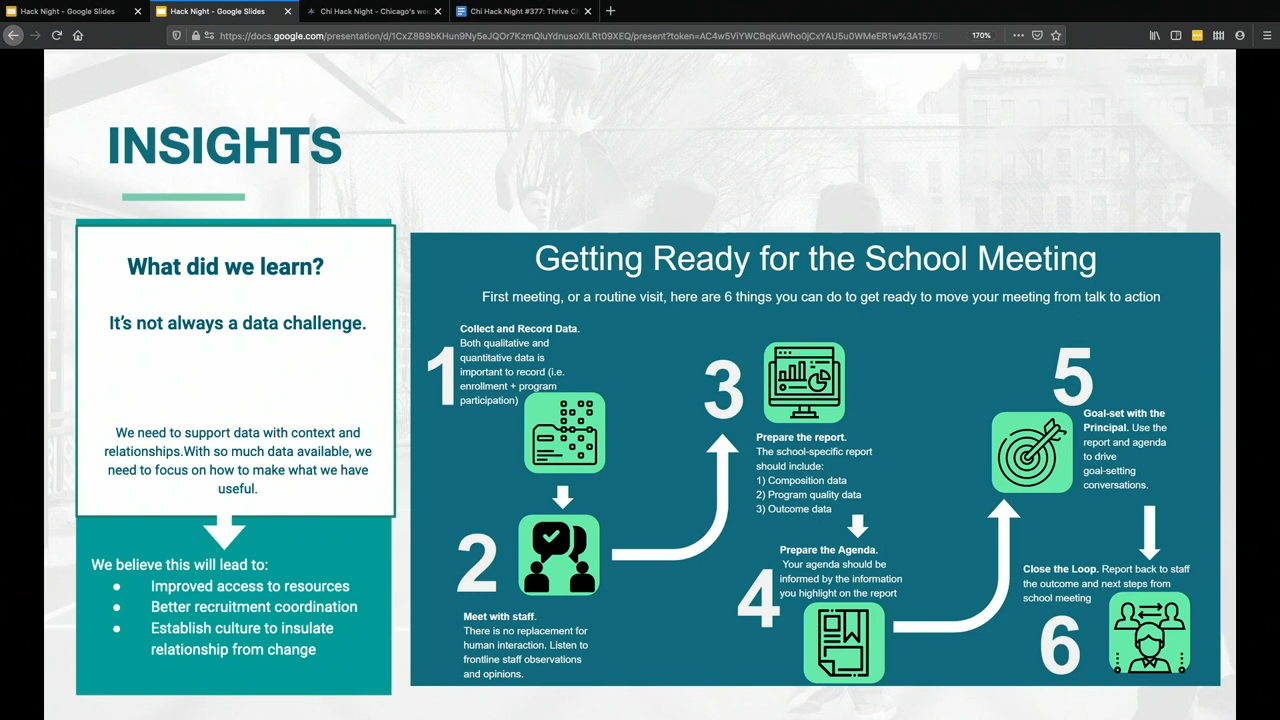 Hack Night - Google Slides
Hack Night - Google Slides
Chi Hack Night - Chicago's we
Chi Hack Night #377: Thrive C
170%
INSIGHTS
What did we learn?
It's not always a data challenge.
We need to support data with context and
relationships.With so much data available, we
need to focus on how to make what we have
useful.
We believe this will lead to:
● Improved access to resources
● Better recruitment coordination
● Establish culture to insulate
relationship from change
Getting Ready for the School Meeting
First meeting, or a routine visit, here are 6 things you can do to get ready to move your meeting from talk to action
1
Collect and Record Data.
Both qualitative and
quantitative data is
important to record (i.e.
enrollment + program
participation)
2
Meet with staff.
There is no replacement for
human interaction. Listen to
frontline staff observations
and opinions.
3
Prepare the report.
The school-specific report
should include:
1) Composition data
2) Program quality data
3) Outcome data
4
Prepare the Agenda.
Your agenda should be
informed by the information
you highlight on the report
5
Goal-set with the
Principal. Use the
report and agenda
to drive
goal-setting
conversations.
6
Close the Loop. Report back to staff
the outcome and next steps from
school meeting